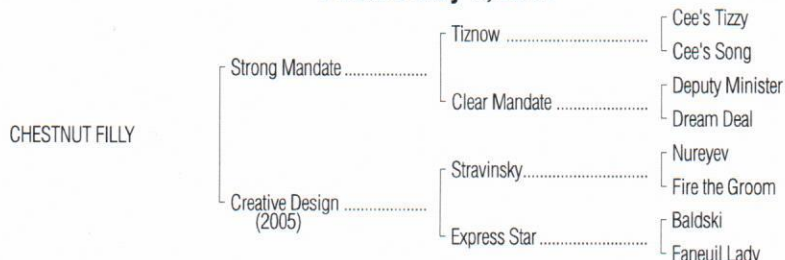 Tiznow ........................................ Cee's Tizzy
Cee's Song
Strong Mandate .......................
Clear Mandate ......................... Deputy Minister
Dream Deal
CHESTNUT FILLY
Stravinsky.................................. Nureyev
Fire the Groom
Creative Design .......................
(2005)
Express Star .............................. Baldski
Faneuil Lady